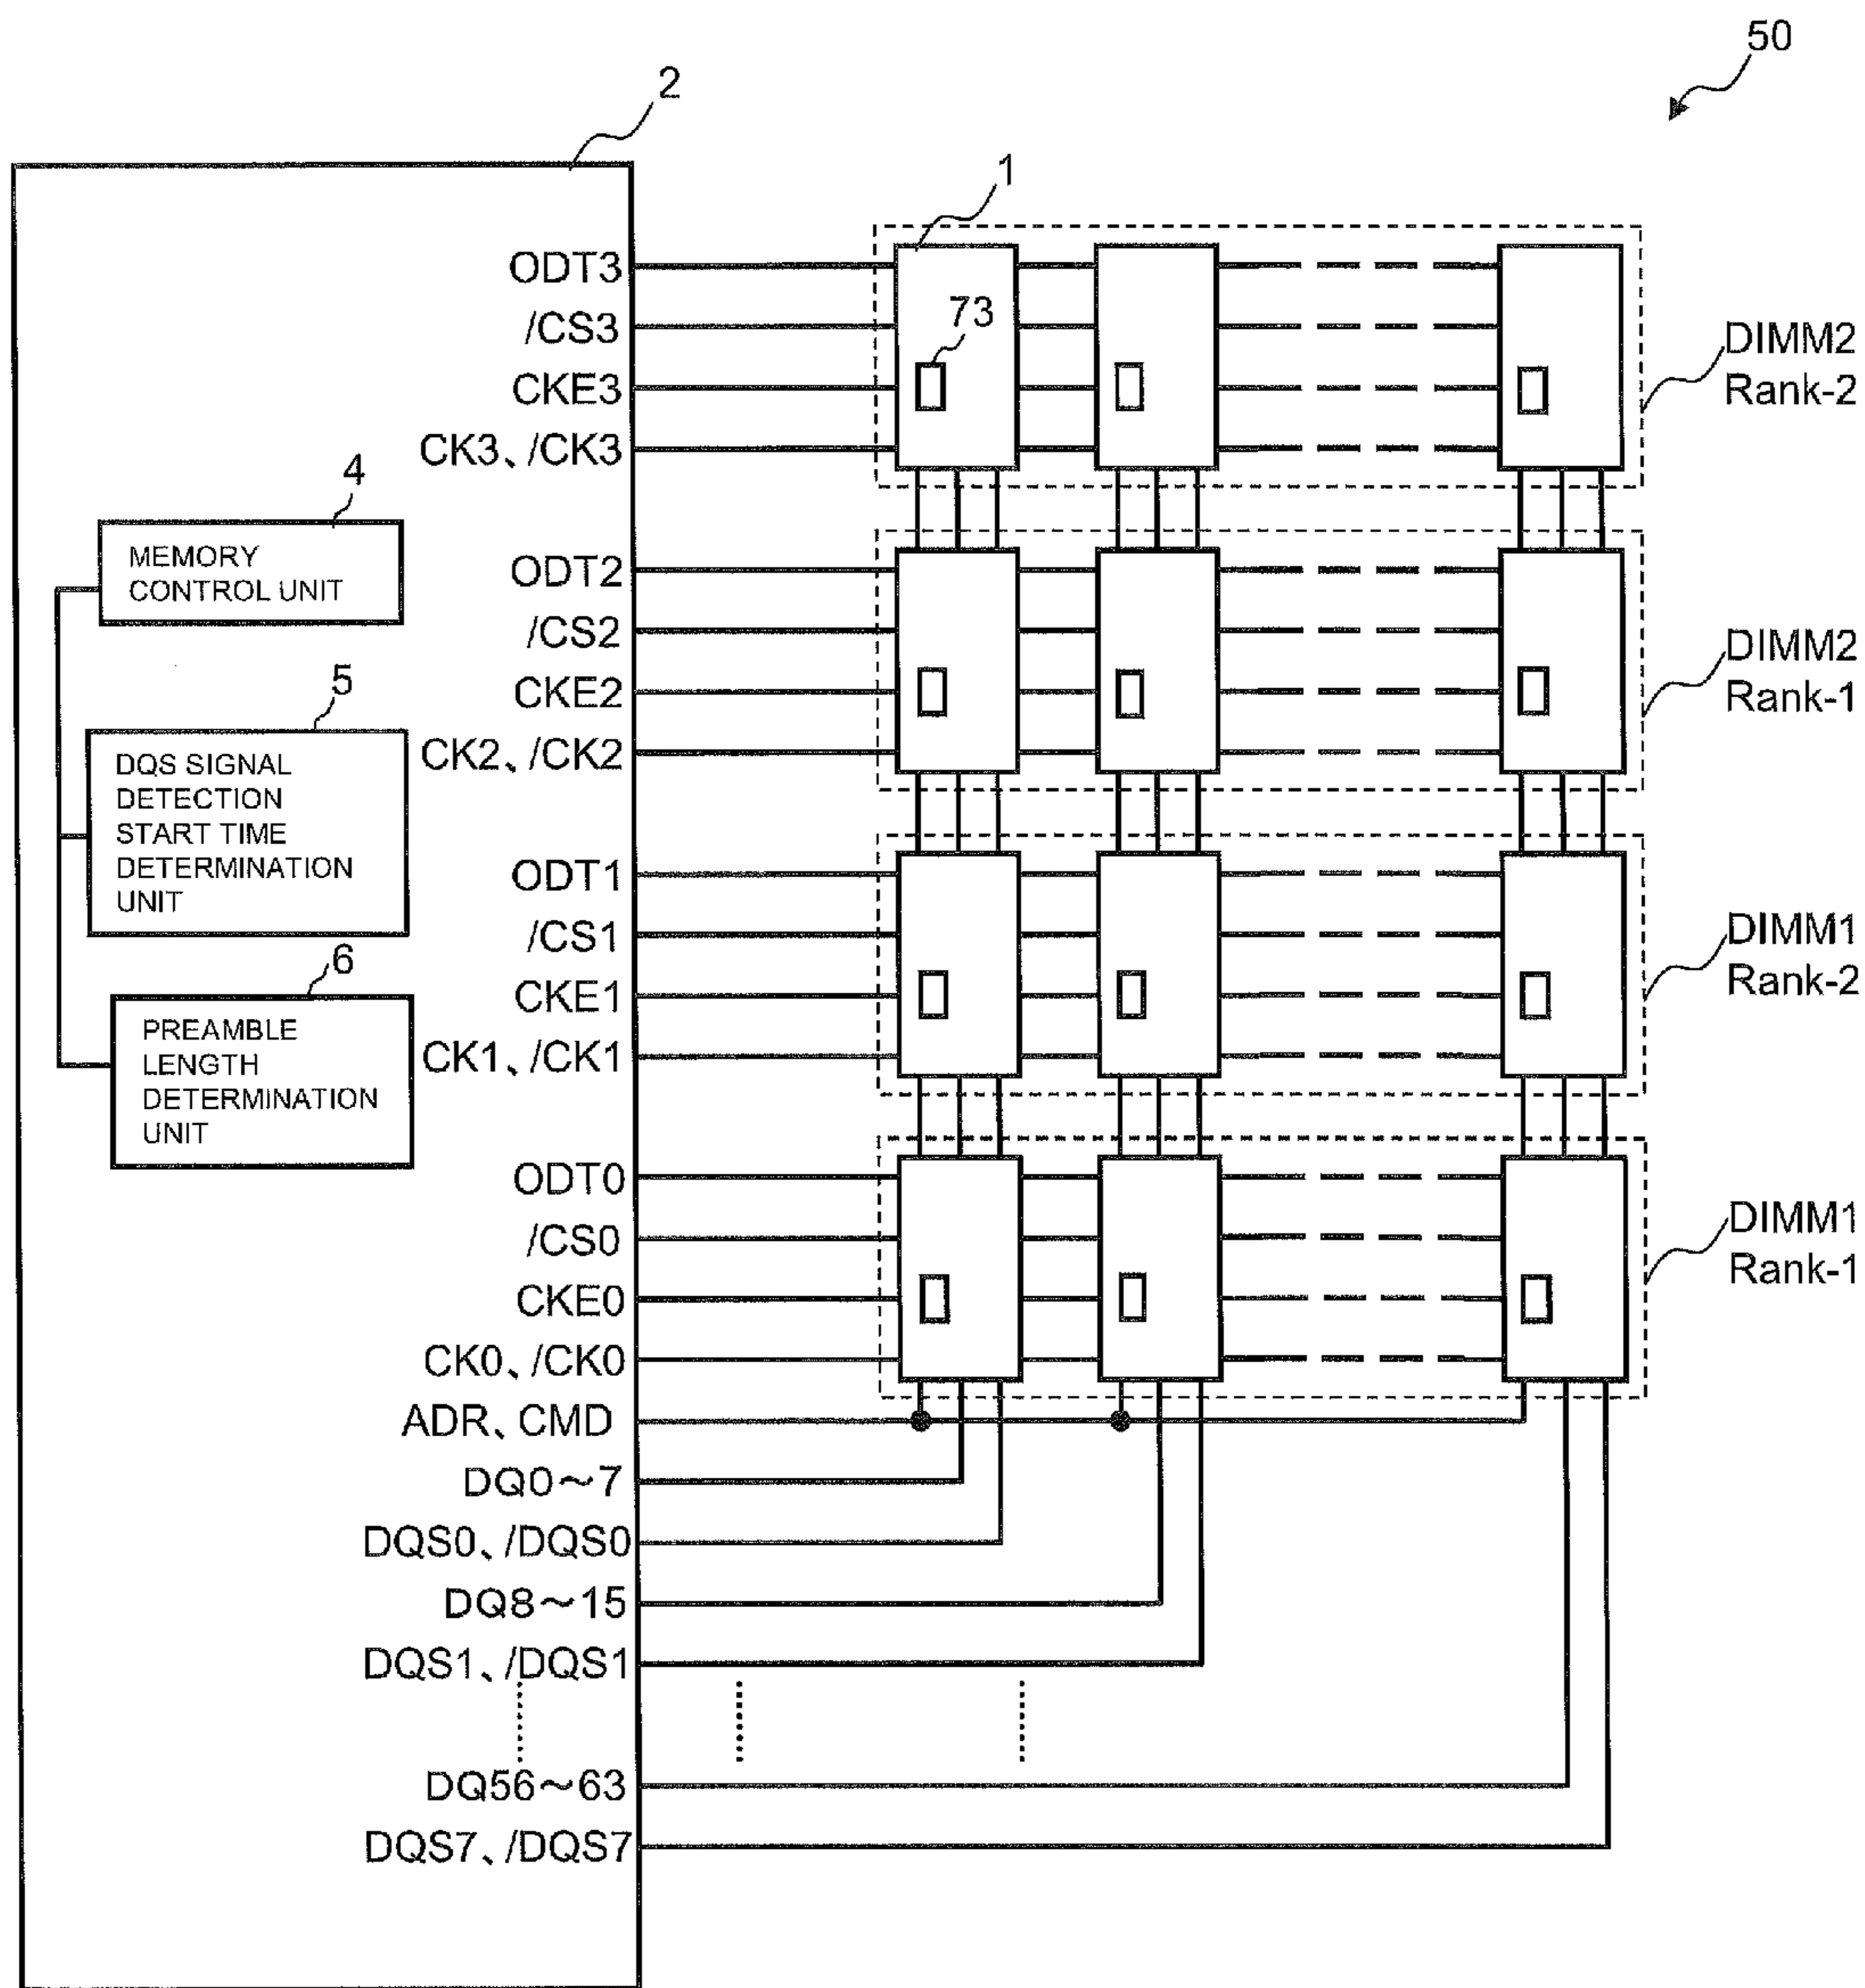 50
2
1
ODT3
/CS3
73
CKE3
CK3、/CK3
DIMM2
Rank-2
4
MEMORY
CONTROL UNIT
ODT2
/CS2
CKE2
CK2、/CK2
DIMM2
Rank-1
5
DQS SIGNAL
DETECTION
START TIME
DETERMINATION
UNIT
ODT1
/CS1
CKE1
CK1、/CK1
DIMM1
Rank-2
6
PREAMBLE
LENGTH
DETERMINATION
UNIT
ODT0
/CS0
CKE0
CK0、/CK0
DIMM1
Rank-1
ADR、CMD
DQ0～7
DQS0、/DQS0
DQ8～15
DQS1、/DQS1
DQ56～63
DQS7、/DQS7